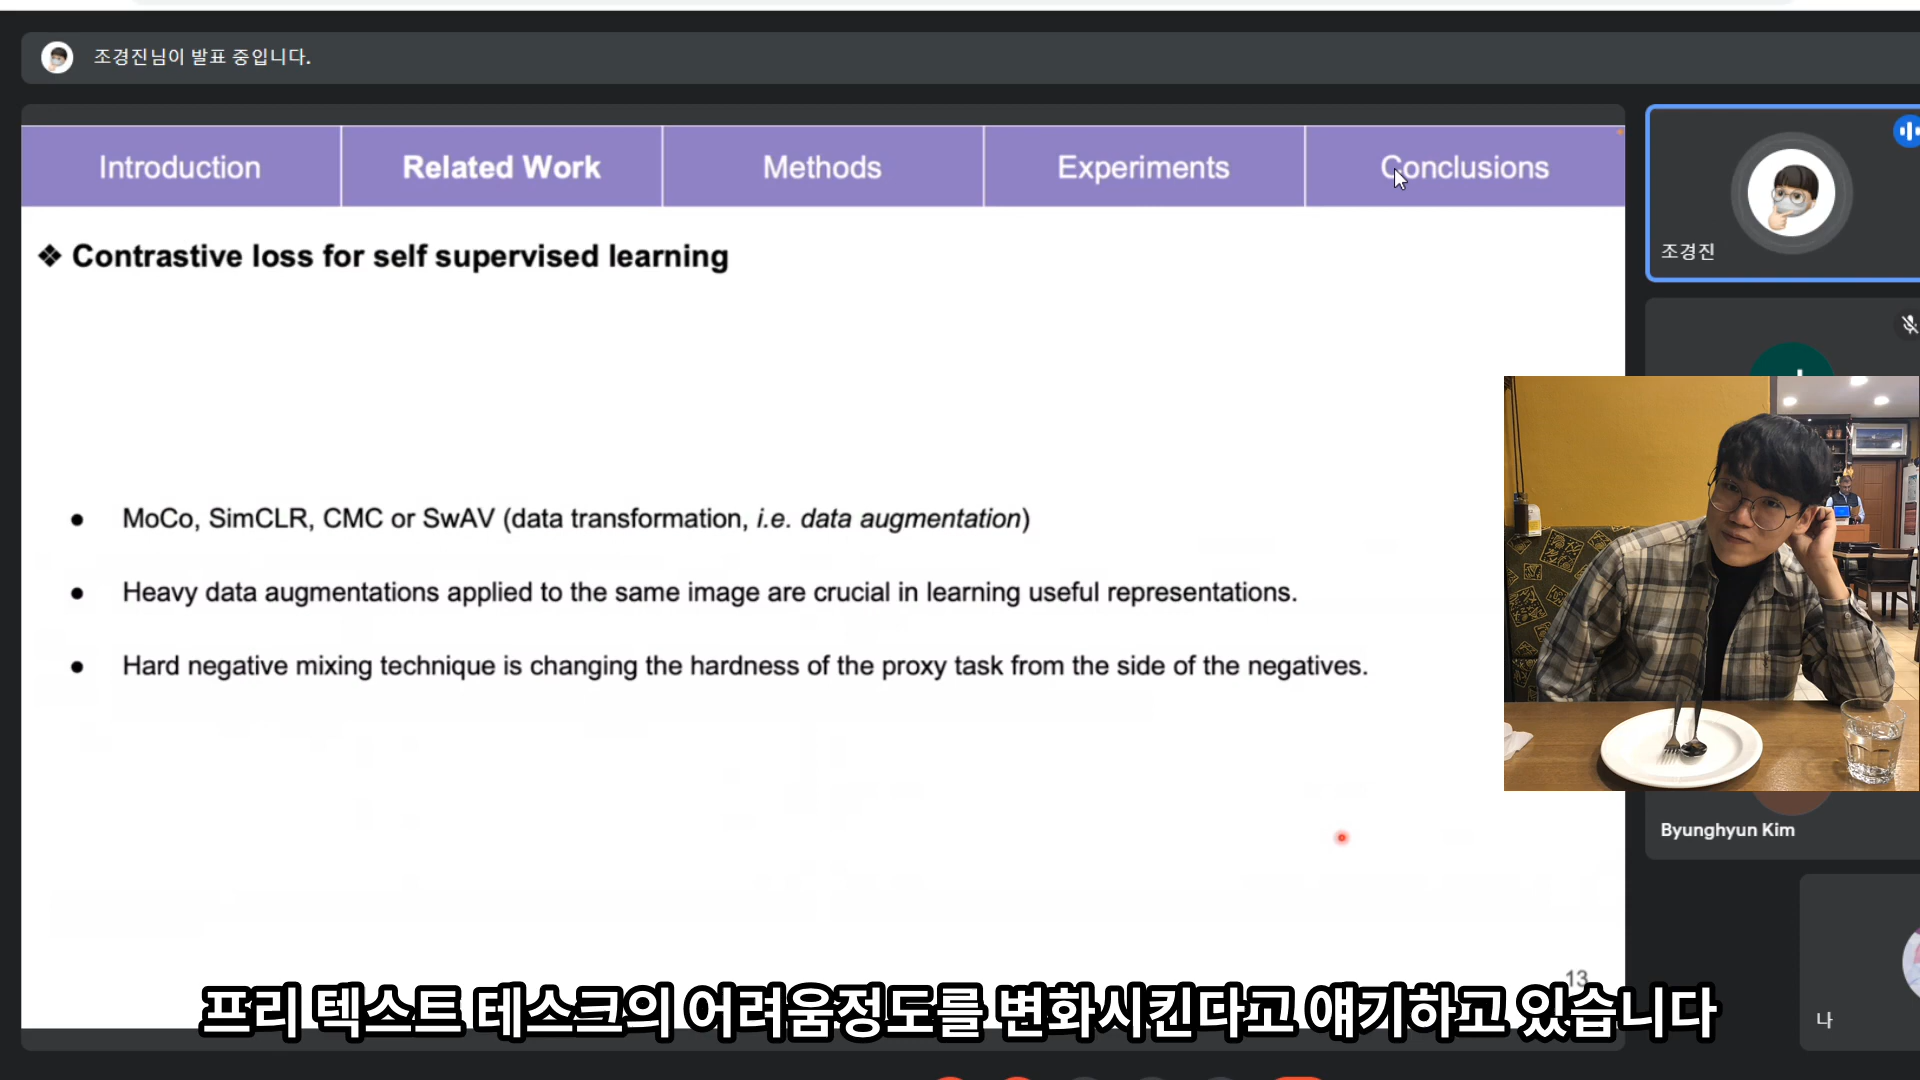 조경진님이 발표 중입니다.
Introduction
Related Work
Methods
Experiments
Conclusions
❖ Contrastive loss for self supervised learning
조경진
● MoCo, SimCLR, CMC or SwAV (data transformation, i.e. data augmentation)
● Heavy data augmentations applied to the same image are crucial in learning useful representations.
● Hard negative mixing technique is changing the hardness of the proxy task from the side of the negatives.
Byunghyun Kim
13
프리 텍스트 테스크의 어려움정도를 변화시킨다고 얘기하고 있습니다
나